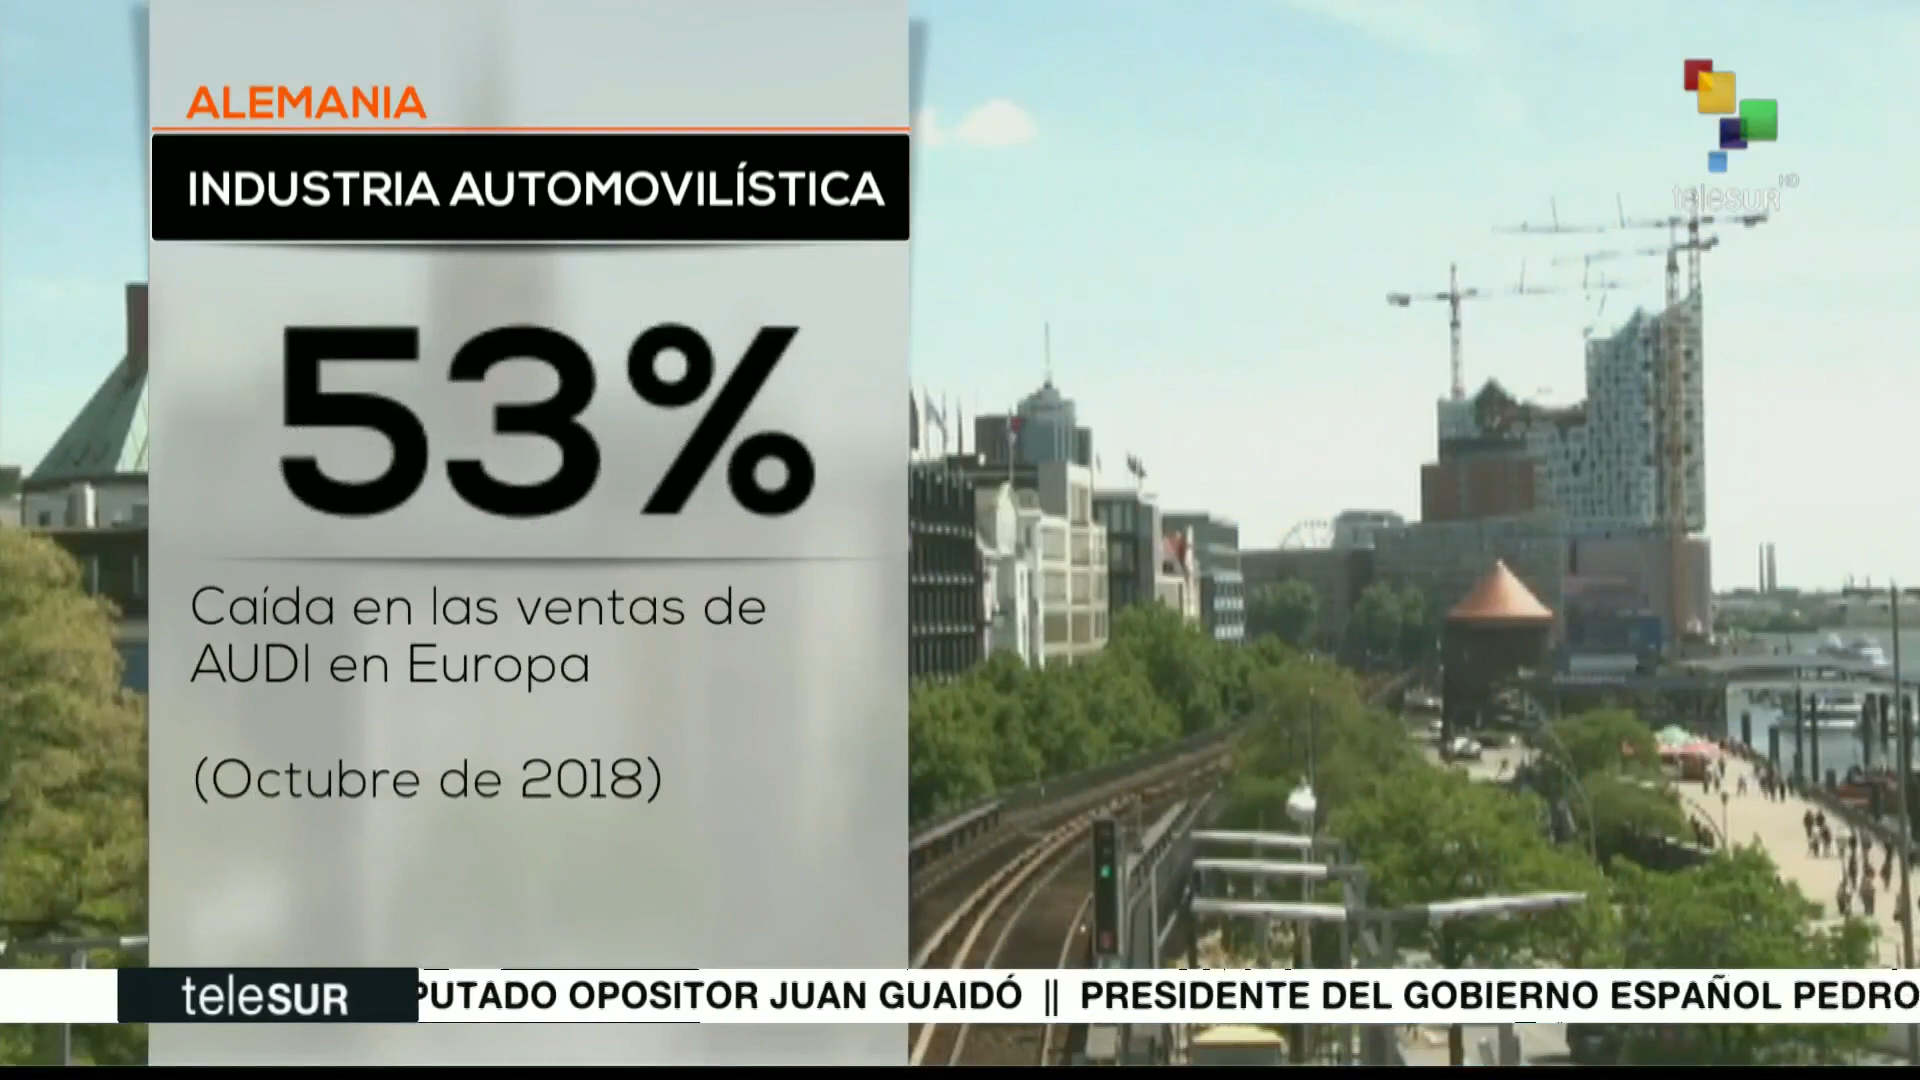 ALEMANIA
INDUSTRIA AUTOMOVILÍSTICA
53%
Caída en las ventas de
AUDI en Europa
(Octubre de 2018)
teleSUR HD
teleSUR PUTADO OPOSITOR JUAN GUAIDÓ || PRESIDENTE DEL GOBIERNO ESPAÑOL PEDRO